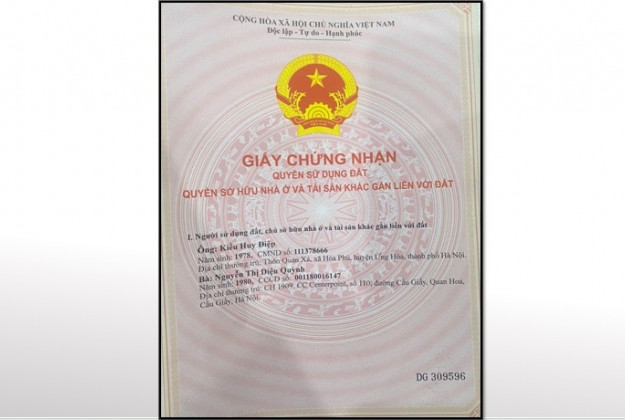 CỘNG HÒA XÃ HỘI CHỦ NGHĨA VIỆT NAM
Độc lập - Tự do - Hạnh phúc
GIẤY CHỨNG NHẬN
QUYỀN SỬ DỤNG ĐẤT
QUYỀN SỞ HỮU NHÀ Ở VÀ TÀI SẢN KHÁC GẮN LIỀN VỚI ĐẤT
I. Người sử dụng đất, chủ sở hữu nhà ở và tài sản khác gắn liền với đất
Ông: Kiều Huy Điệp
Năm sinh: 1978, CMND số: 111378666
Địa chỉ thường trú: Thôn Quan Xá, xã Hòa Phú, huyện Ứng Hòa, thành phố Hà Nội.
Bà: Nguyễn Thị Diệu Quỳnh
Năm sinh: 1980, CCCD số: 001180016147
Địa chỉ thường trú: CH 1909, CC Centerpoint, số 110, đường Cầu Giấy, Quan Hoa,
Cầu Giấy, Hà Nội.
DG 309596